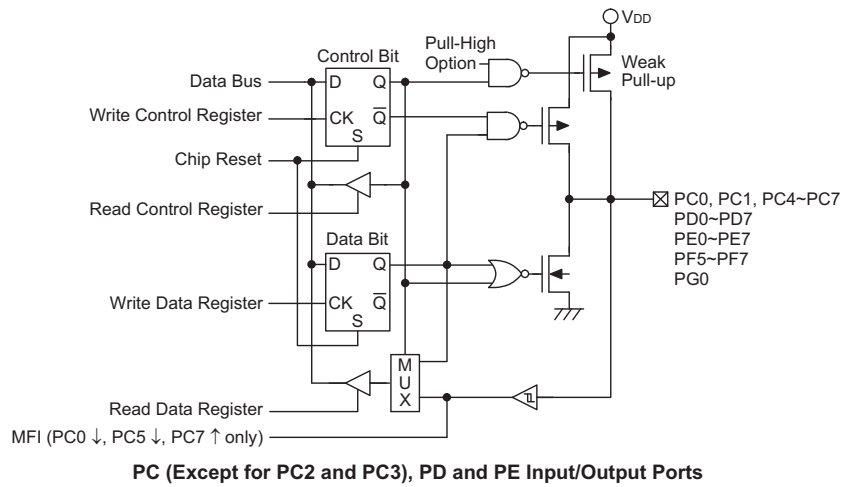 VDD
Pull-High
Option
Weak
Pull-up
Control Bit
Data Bus
D Q
Write Control Register
CK Q
S
Chip Reset
Read Control Register
Data Bit
D Q
Write Data Register
CK Q
S
PC0, PC1, PC4~PC7
PD0~PD7
PE0~PE7
PF5~PF7
PG0
M
U
X
Read Data Register
MFI (PC0 ↓, PC5 ↓, PC7 ↑ only)
PC (Except for PC2 and PC3), PD and PE Input/Output Ports